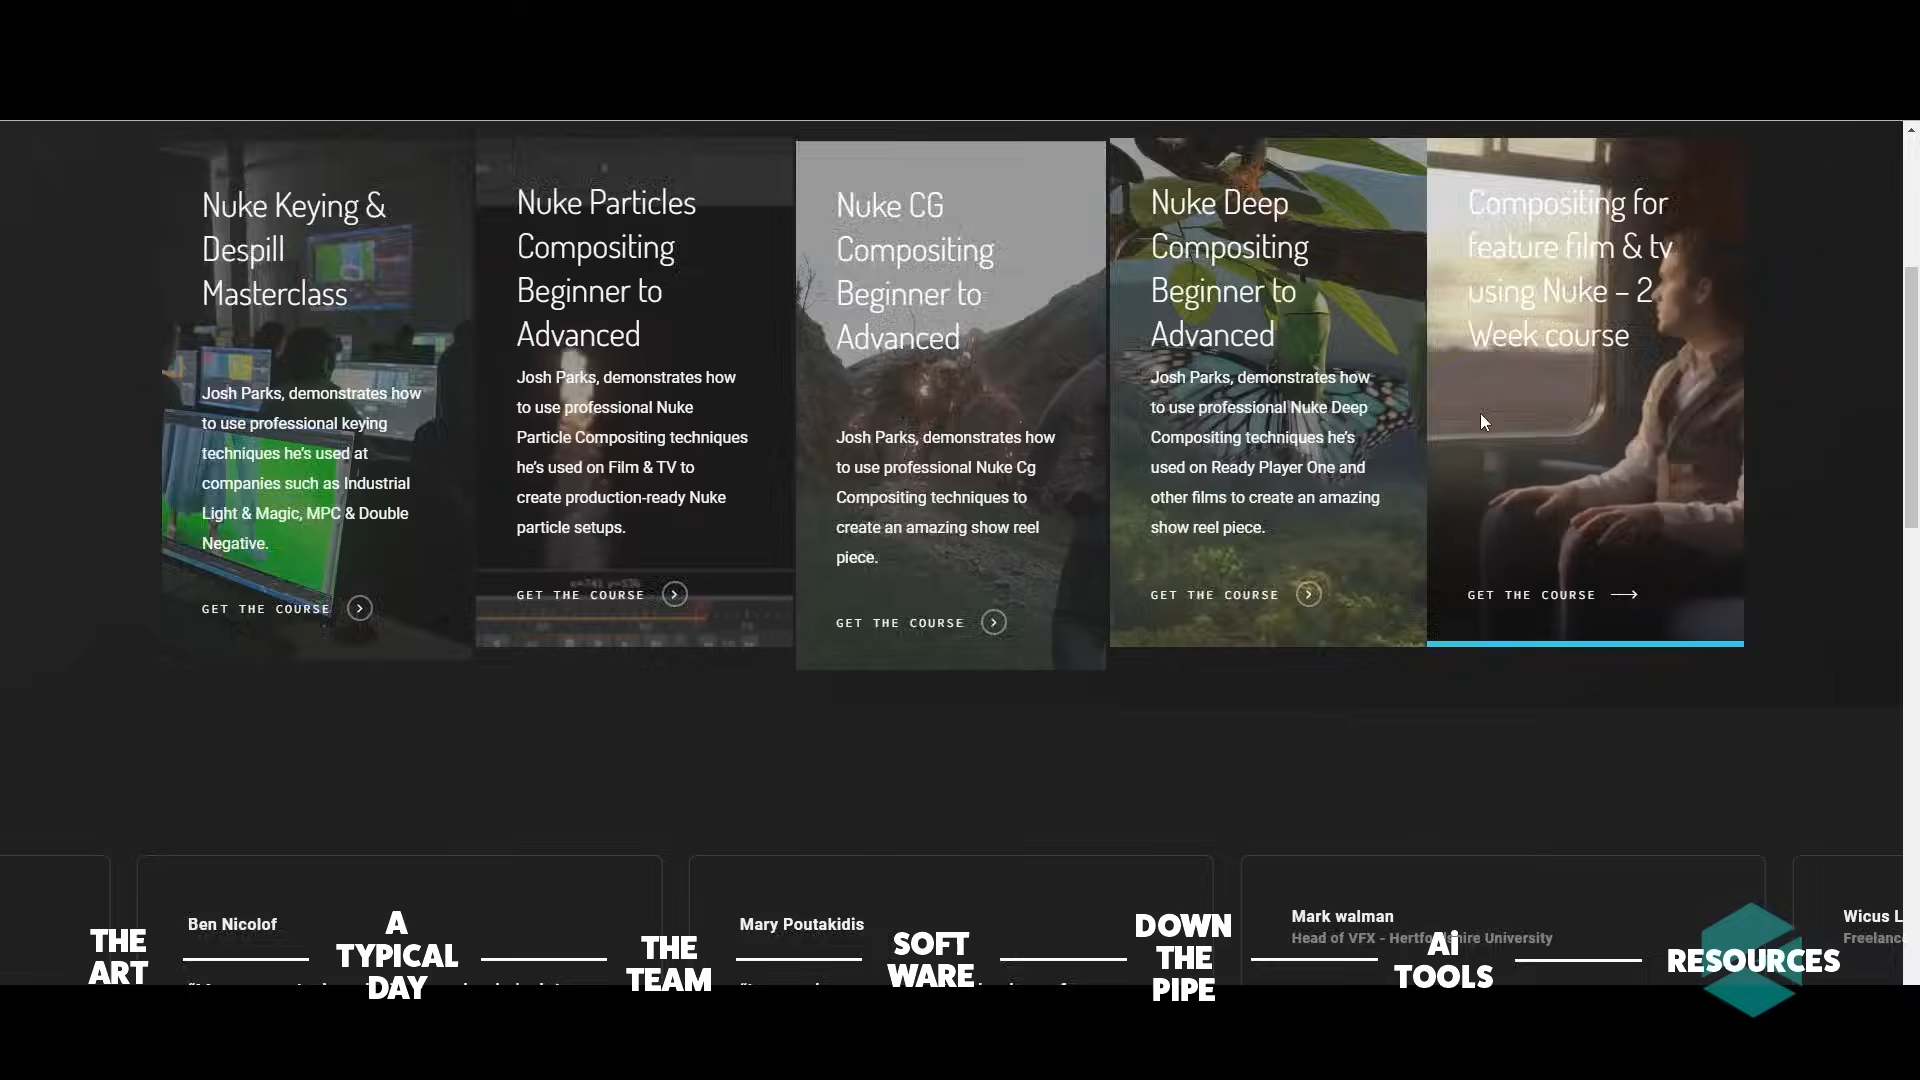 Nuke Keying &
Despill
Masterclass
Josh Parks, demonstrates how
to use professional keying
techniques he's used at
companies such as Industrial
Light & Magic, MPC & Double
Negative.
GET THE COURSE
Nuke Particles
Compositing
Beginner to
Advanced
Josh Parks, demonstrates how
to use professional Nuke
Particle Compositing techniques
he's used on Film & TV to
create production-ready Nuke
particle setups.
GET THE COURSE
Nuke CG
Compositing
Beginner to
Advanced
Josh Parks, demonstrates how
to use professional Nuke Cg
Compositing techniques to
create an amazing show reel
piece.
GET THE COURSE
Nuke Deep
Compositing
Beginner to
Advanced
Josh Parks, demonstrates how
to use professional Nuke Deep
Compositing techniques he's
used on Ready Player One and
other films to create an amazing
show reel piece.
GET THE COURSE
Compositing for
feature film & tv
using Nuke – 2
Week course
GET THE COURSE
Ben Nicolof
Mary Poutakidis
Mark walman
Head of VFX - Hertfordshire University
Wicus
THE
ART
A
TYPICAL
DAY
THE
TEAM
SOFT
WARE
DOWN
THE
PIPE
Ai
TOOLS
RESOURCES